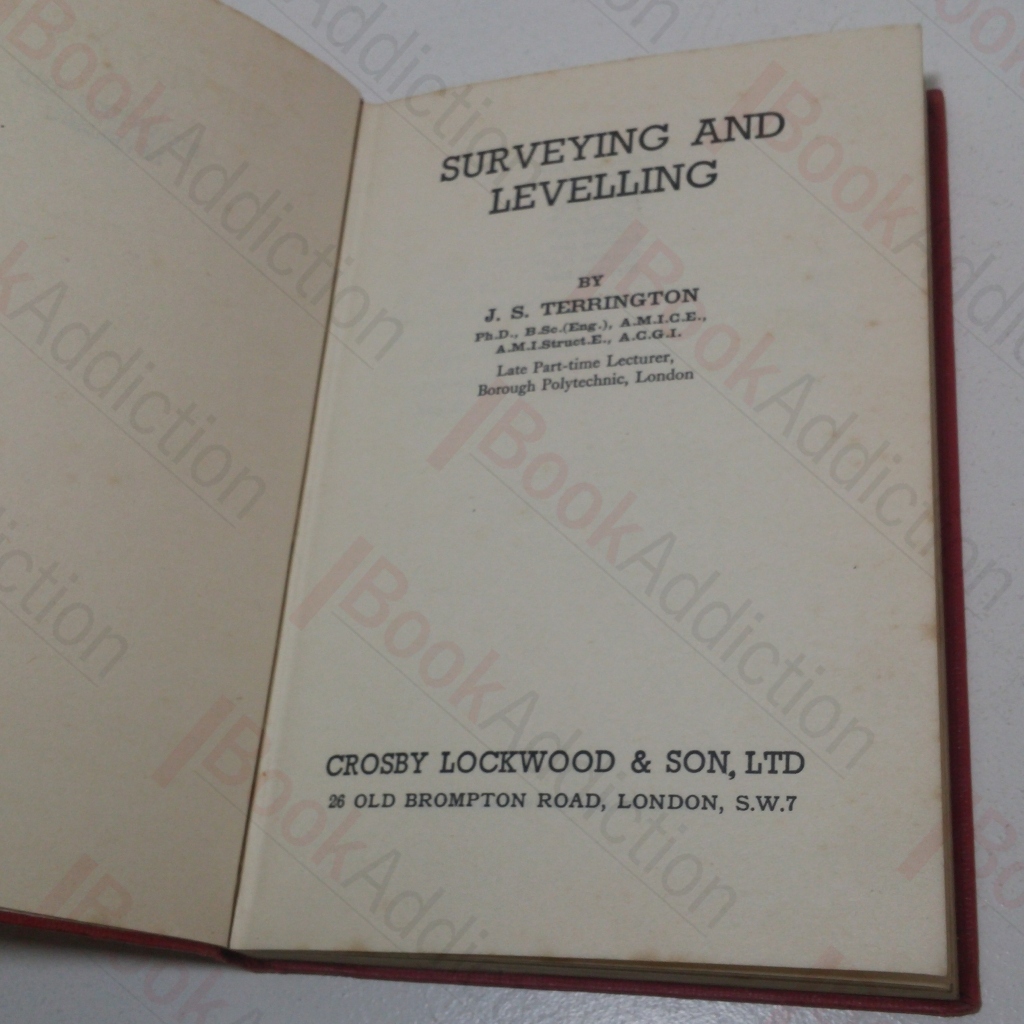 SURVEYING AND
LEVELLING
BY
J. S. TERRINGTON
Ph.D., B.Sc.(Eng.), A.M.I.C.E.,
A.M.I.Struct.E., A.C.G.I.
Late Part-time Lecturer,
Borough Polytechnic, London
CROSBY LOCKWOOD & SON, LTD
26 OLD BROMPTON ROAD, LONDON, S.W.7
BookAddiction